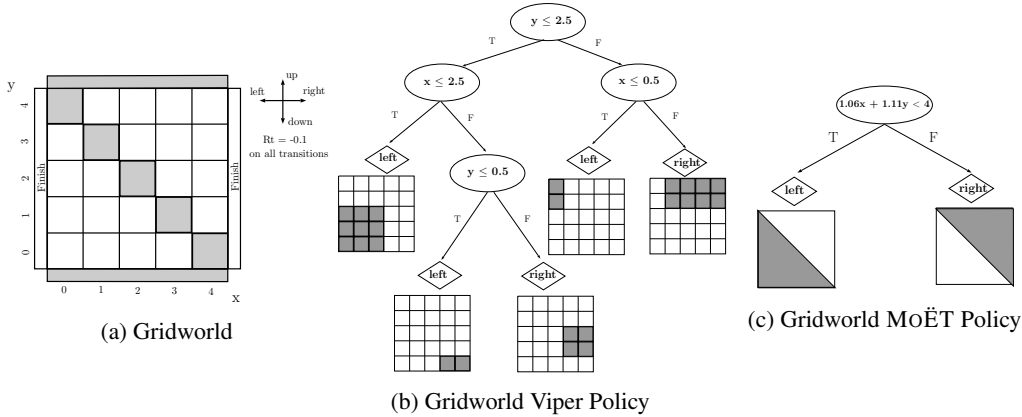 y
4
3
2
1
0
Finish
Finish
0 1 2 3 4
x
up
left right
down
Rt = -0.1
on all transitions
(a) Gridworld
y ≤ 2.5
T F
x ≤ 2.5 x ≤ 0.5
T F T F
left y ≤ 0.5 left right
T F
left right
(b) Gridworld Viper Policy
1.06x + 1.11y < 4
T F
left right
(c) Gridworld MOËT Policy